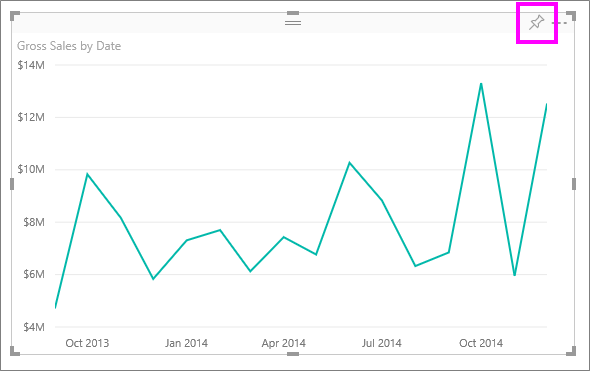 Gross Sales by Date
$14M
$12M
$10M
$8M
$6M
$4M
Oct 2013 Jan 2014 Apr 2014 Jul 2014 Oct 2014